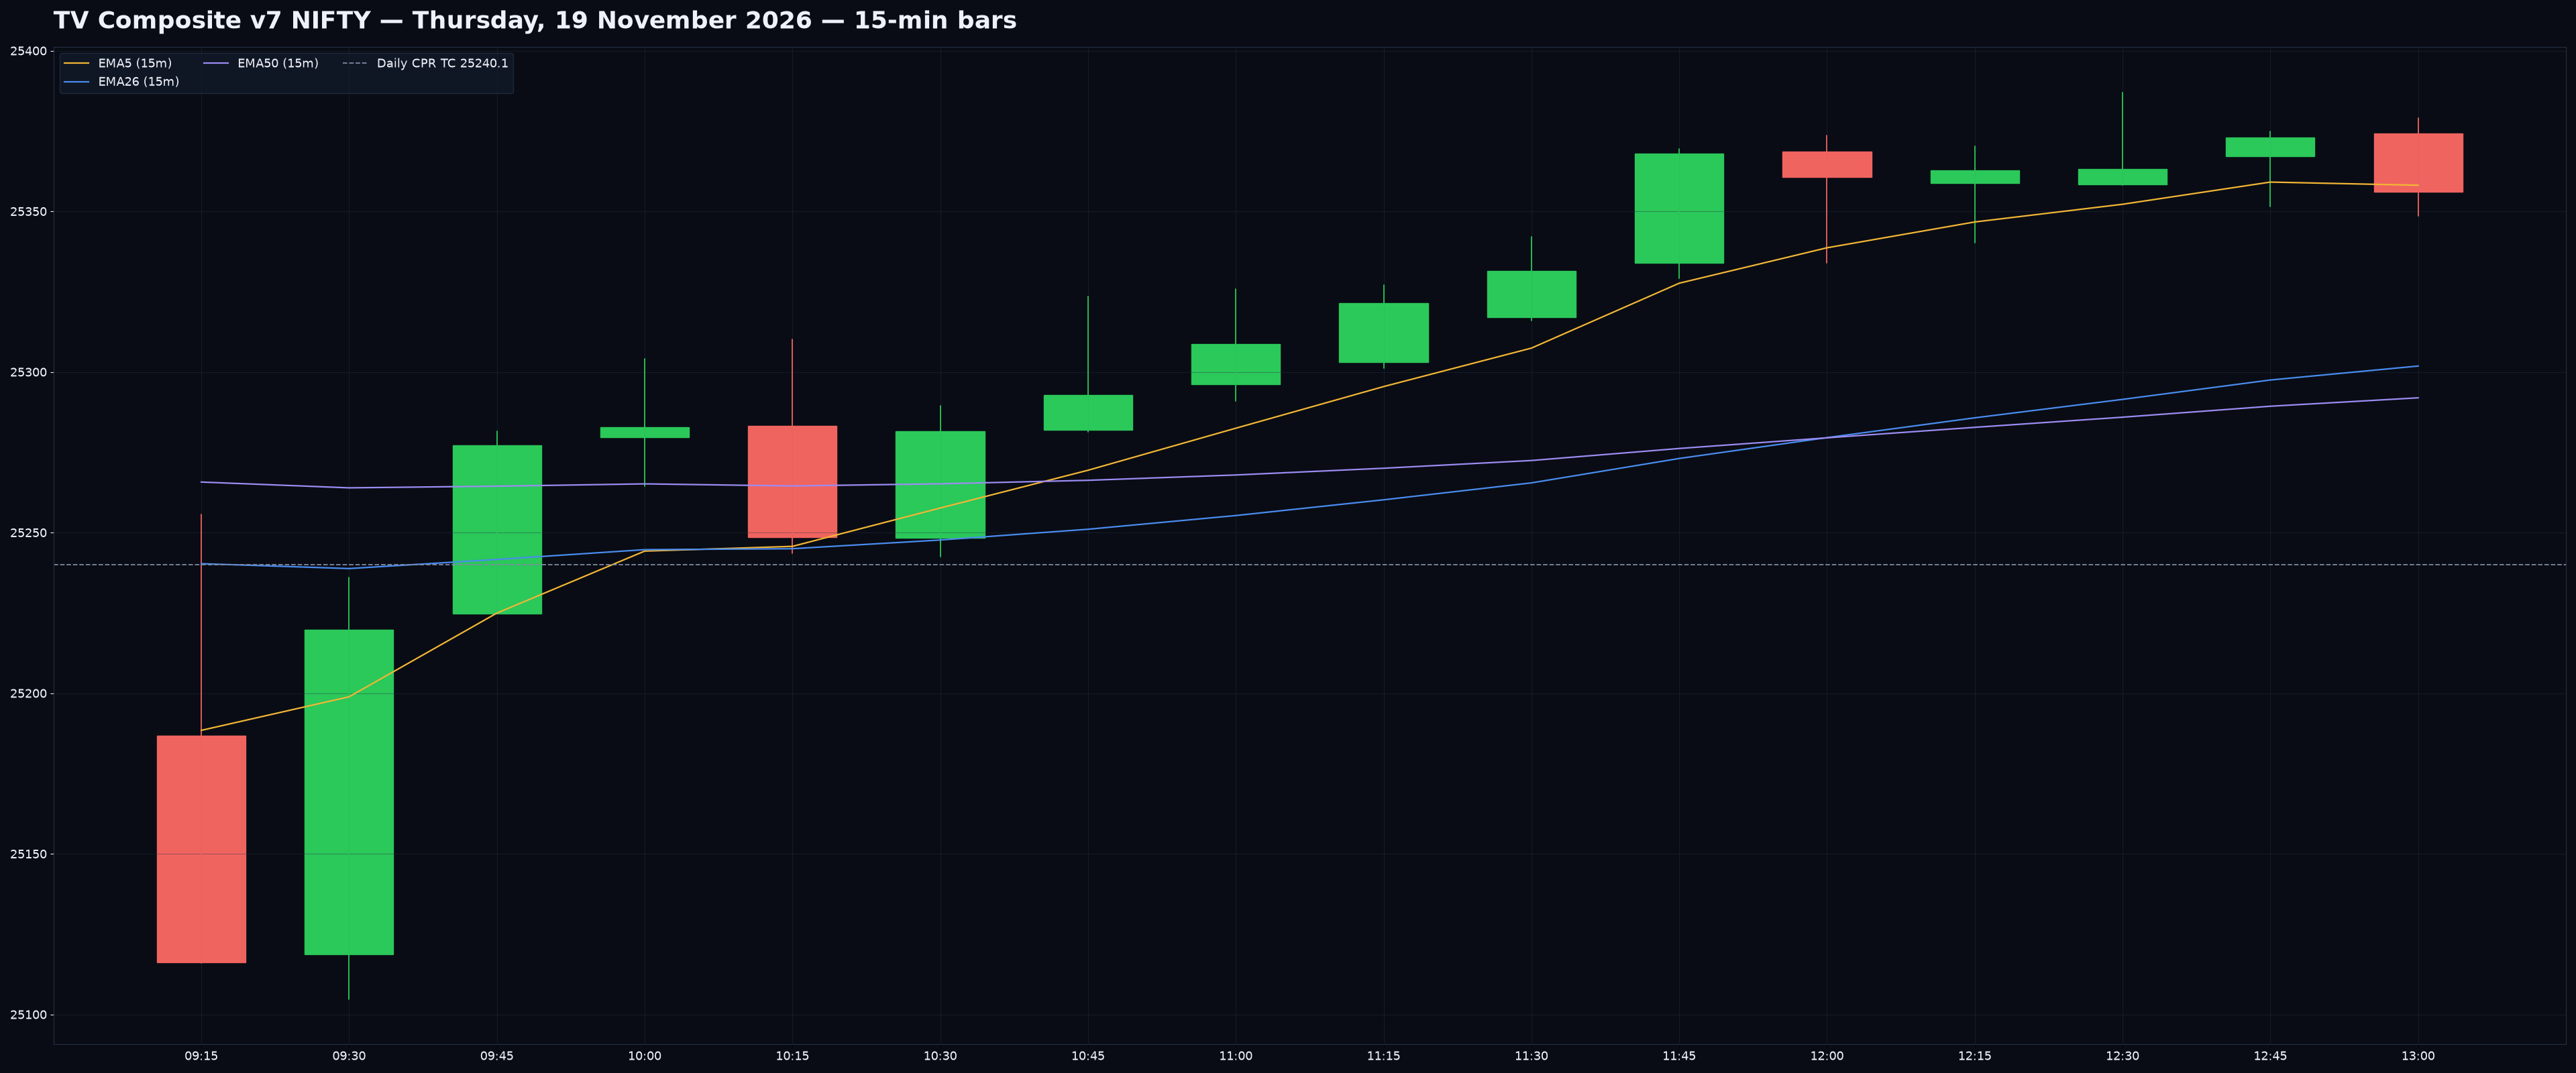 TV Composite v7 NIFTY — Thursday, 19 November 2026 — 15-min bars
EMA5 (15m) EMA50 (15m) Daily CPR TC 25240.1
EMA26 (15m)
25400
25350
25300
25250
25200
25150
25100
09:15 09:30 09:45 10:00 10:15 10:30 10:45 11:00 11:15 11:30 11:45 12:00 12:15 12:30 12:45 13:00